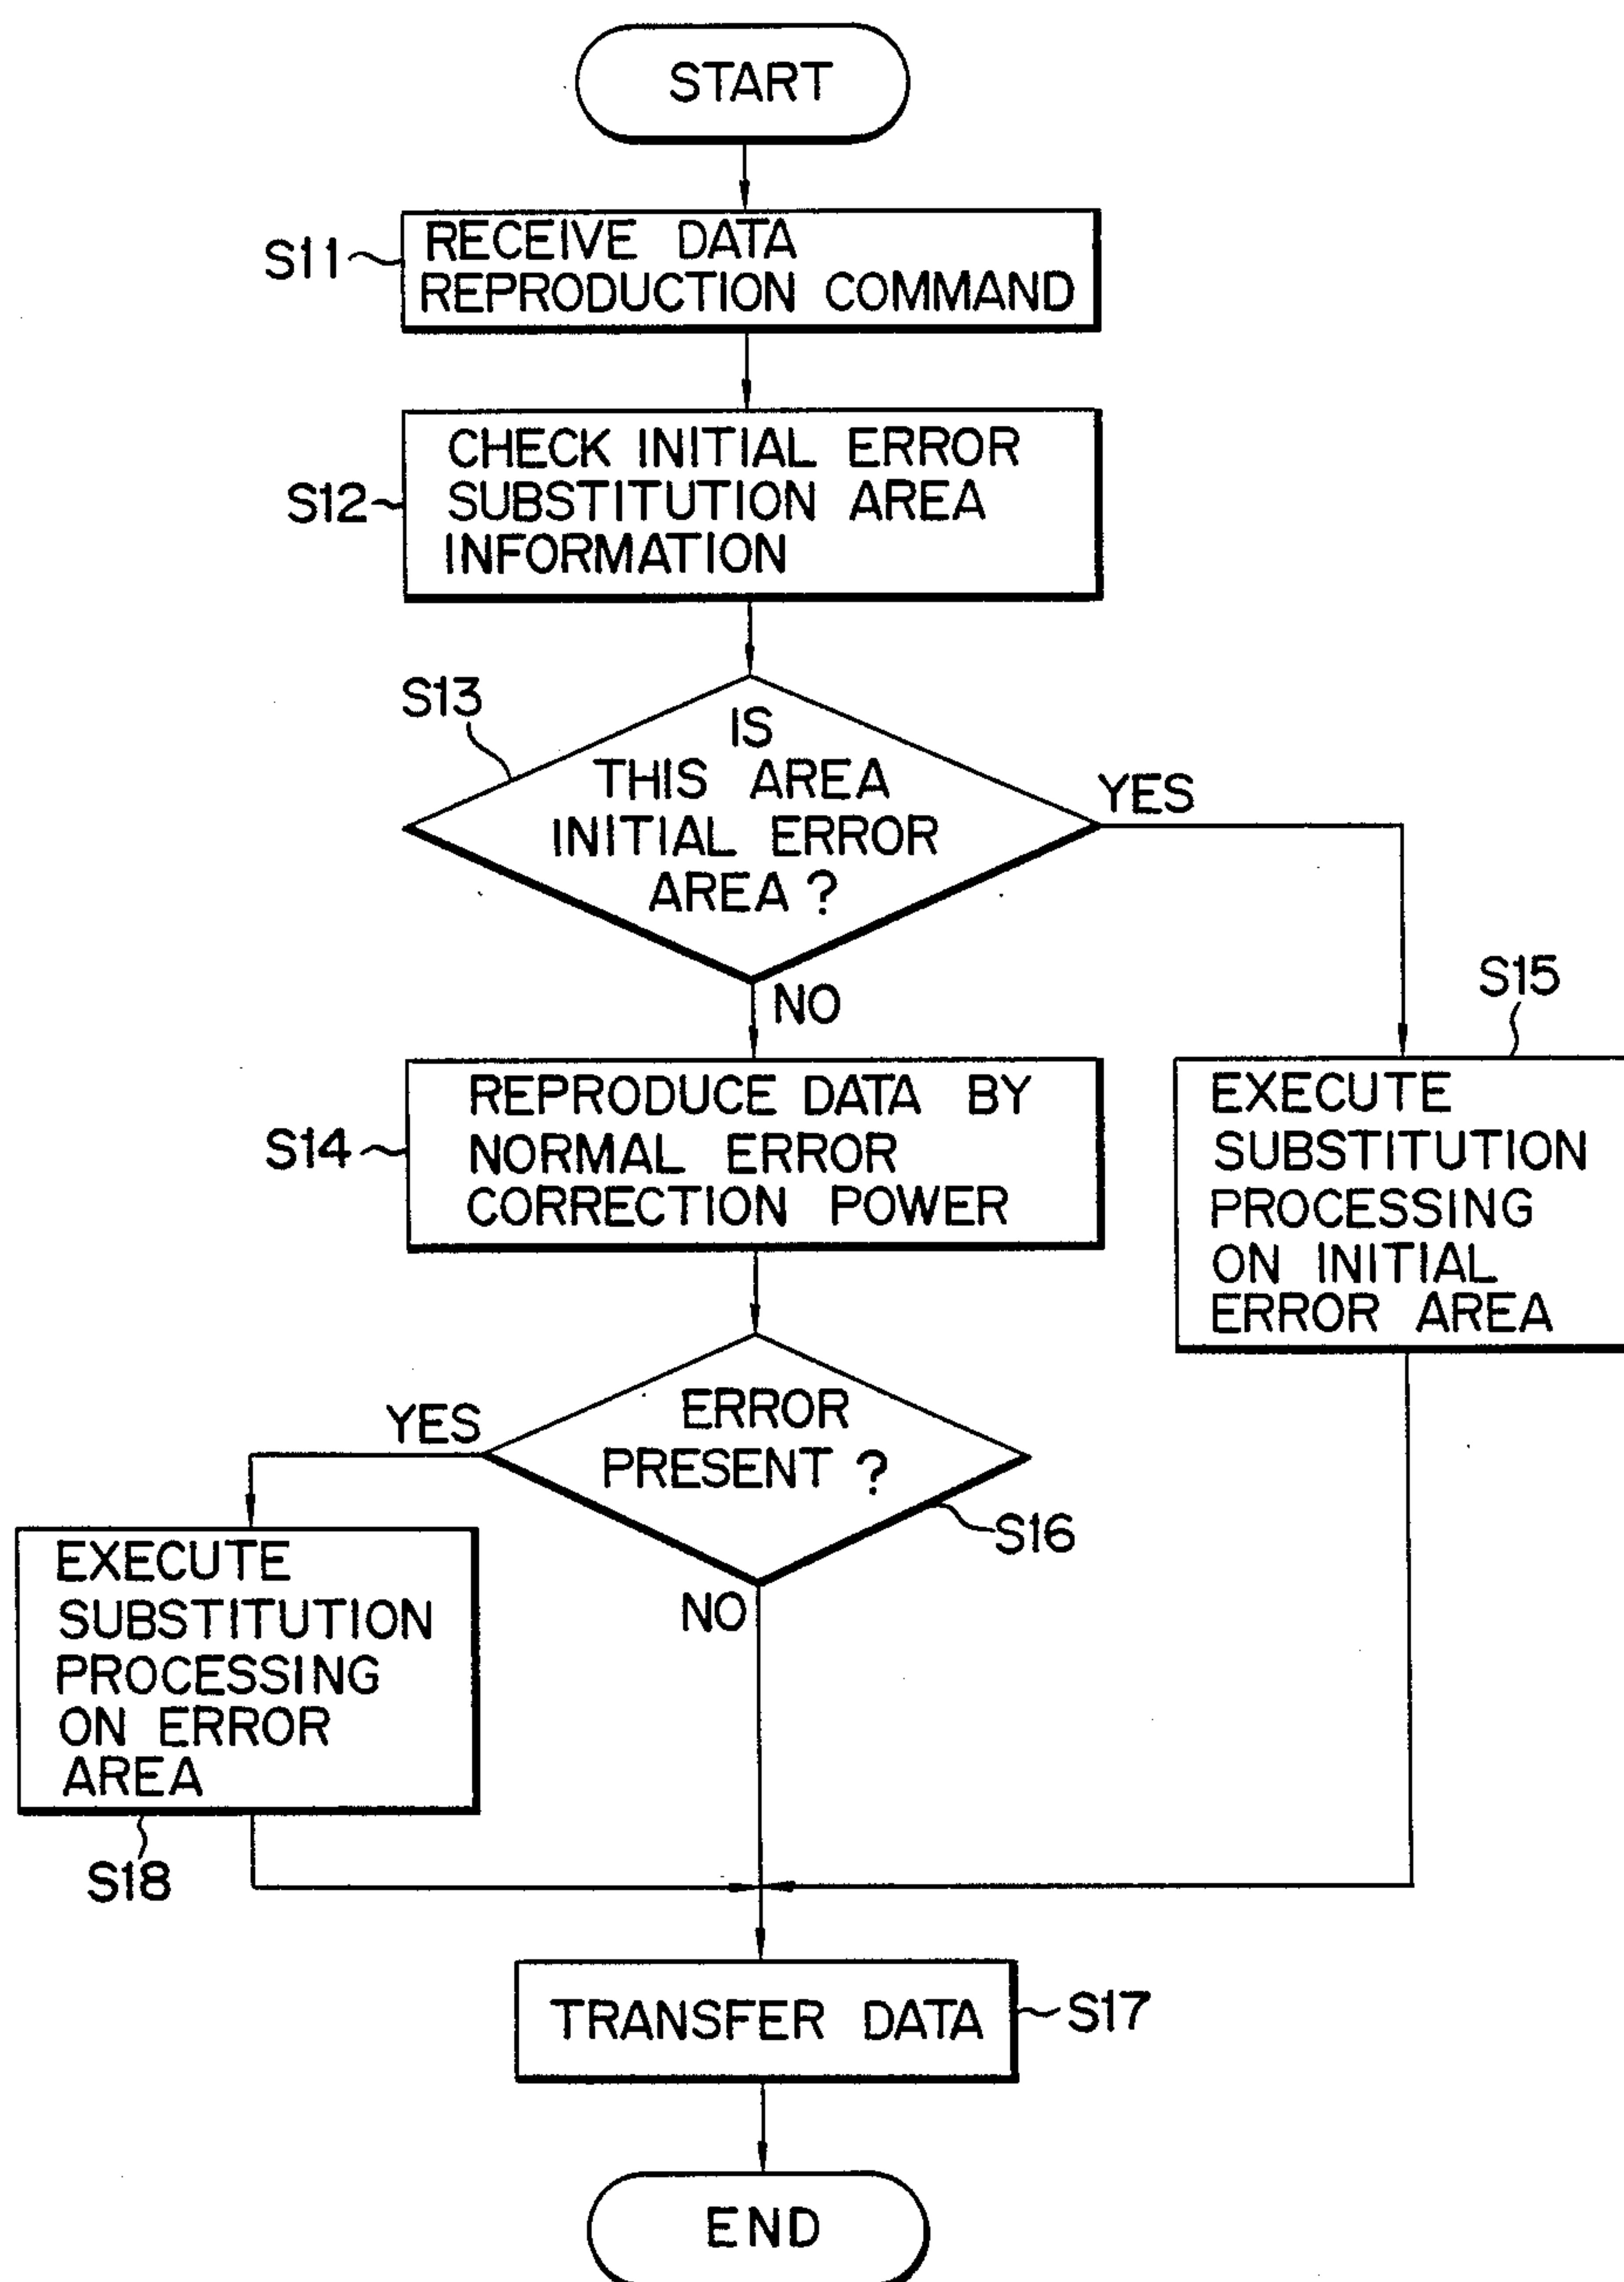 START
S11
RECEIVE DATA
REPRODUCTION COMMAND
S12
CHECK INITIAL ERROR
SUBSTITUTION AREA
INFORMATION
S13
IS
THIS AREA
INITIAL ERROR
AREA ?
YES
NO
S14
REPRODUCE DATA BY
NORMAL ERROR
CORRECTION POWER
S15
EXECUTE
SUBSTITUTION
PROCESSING
ON INITIAL
ERROR AREA
ERROR
PRESENT ?
YES
S16
NO
EXECUTE
SUBSTITUTION
PROCESSING
ON ERROR
AREA
S18
TRANSFER DATA
S17
END